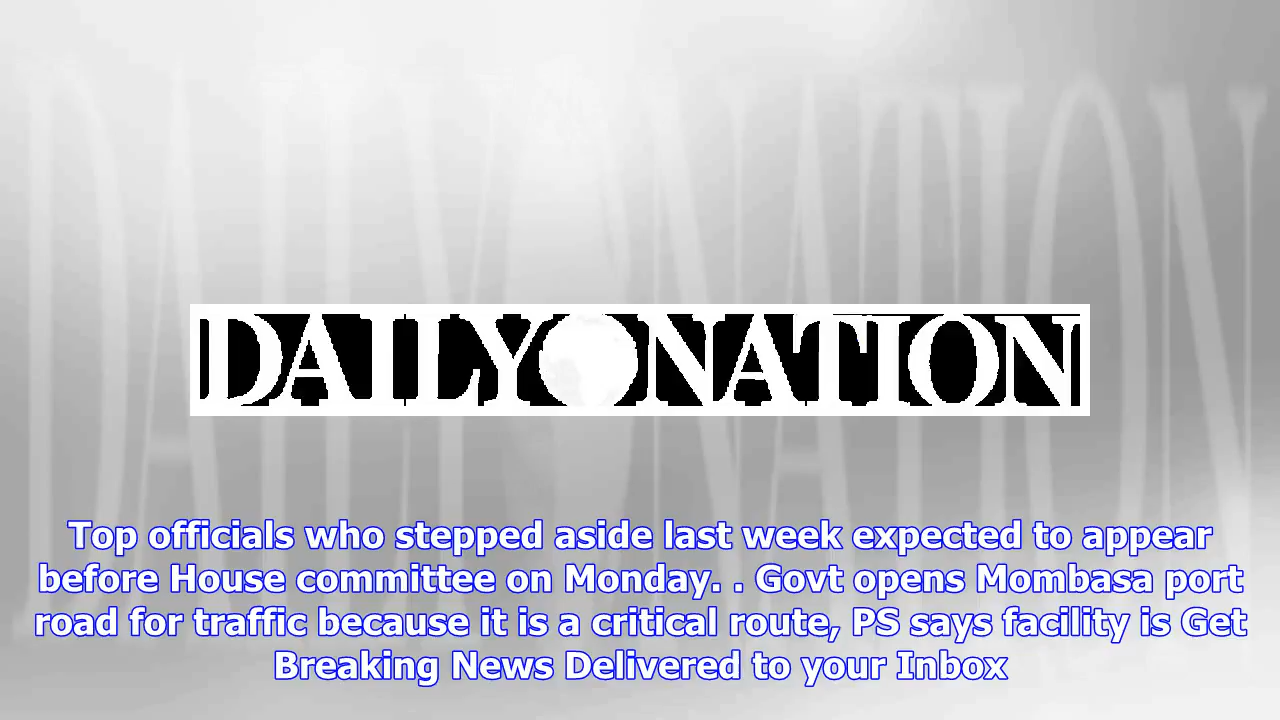 DAILY NATION
DAILY NATION
Top officials who stepped aside last week expected to appear
before House committee on Monday. . Govt opens Mombasa port
road for traffic because it is a critical route, PS says facility is Get
Breaking News Delivered to your Inbox